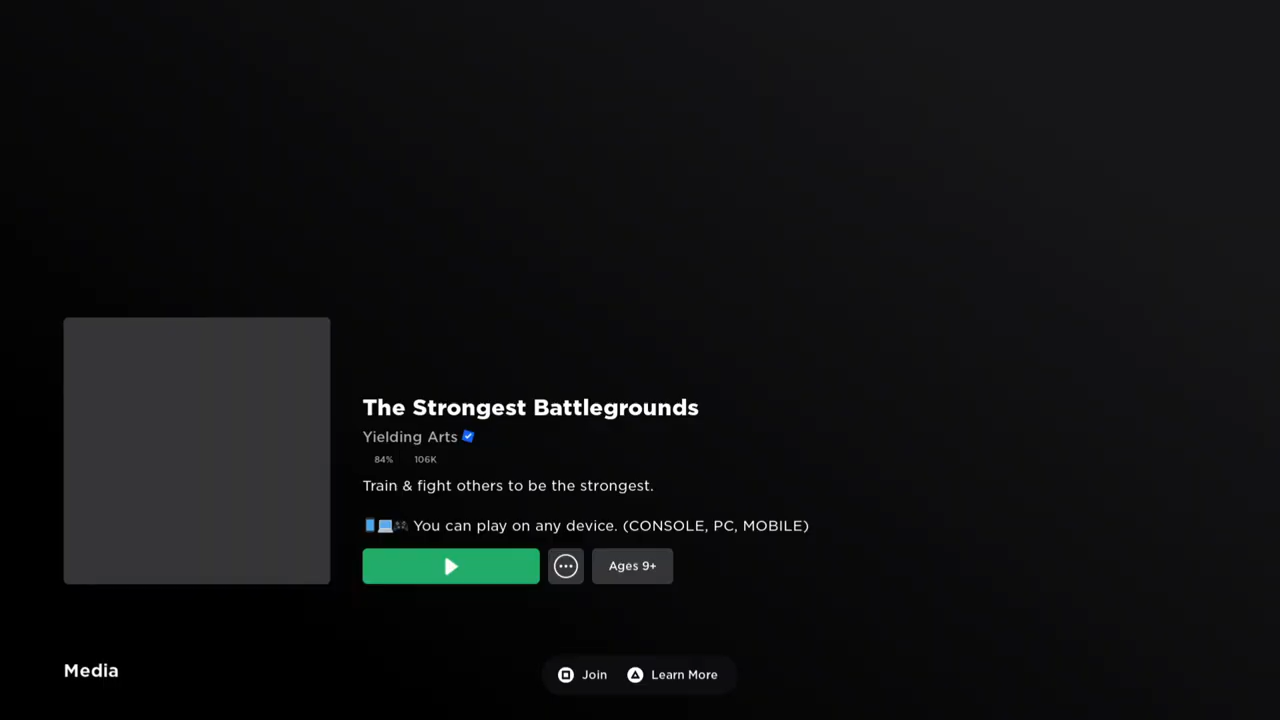 The Strongest Battlegrounds
Yielding Arts
84% 106K
Train & fight others to be the strongest.
📱💻🎮 You can play on any device. (CONSOLE, PC, MOBILE)
Ages 9+
Media
Join Learn More